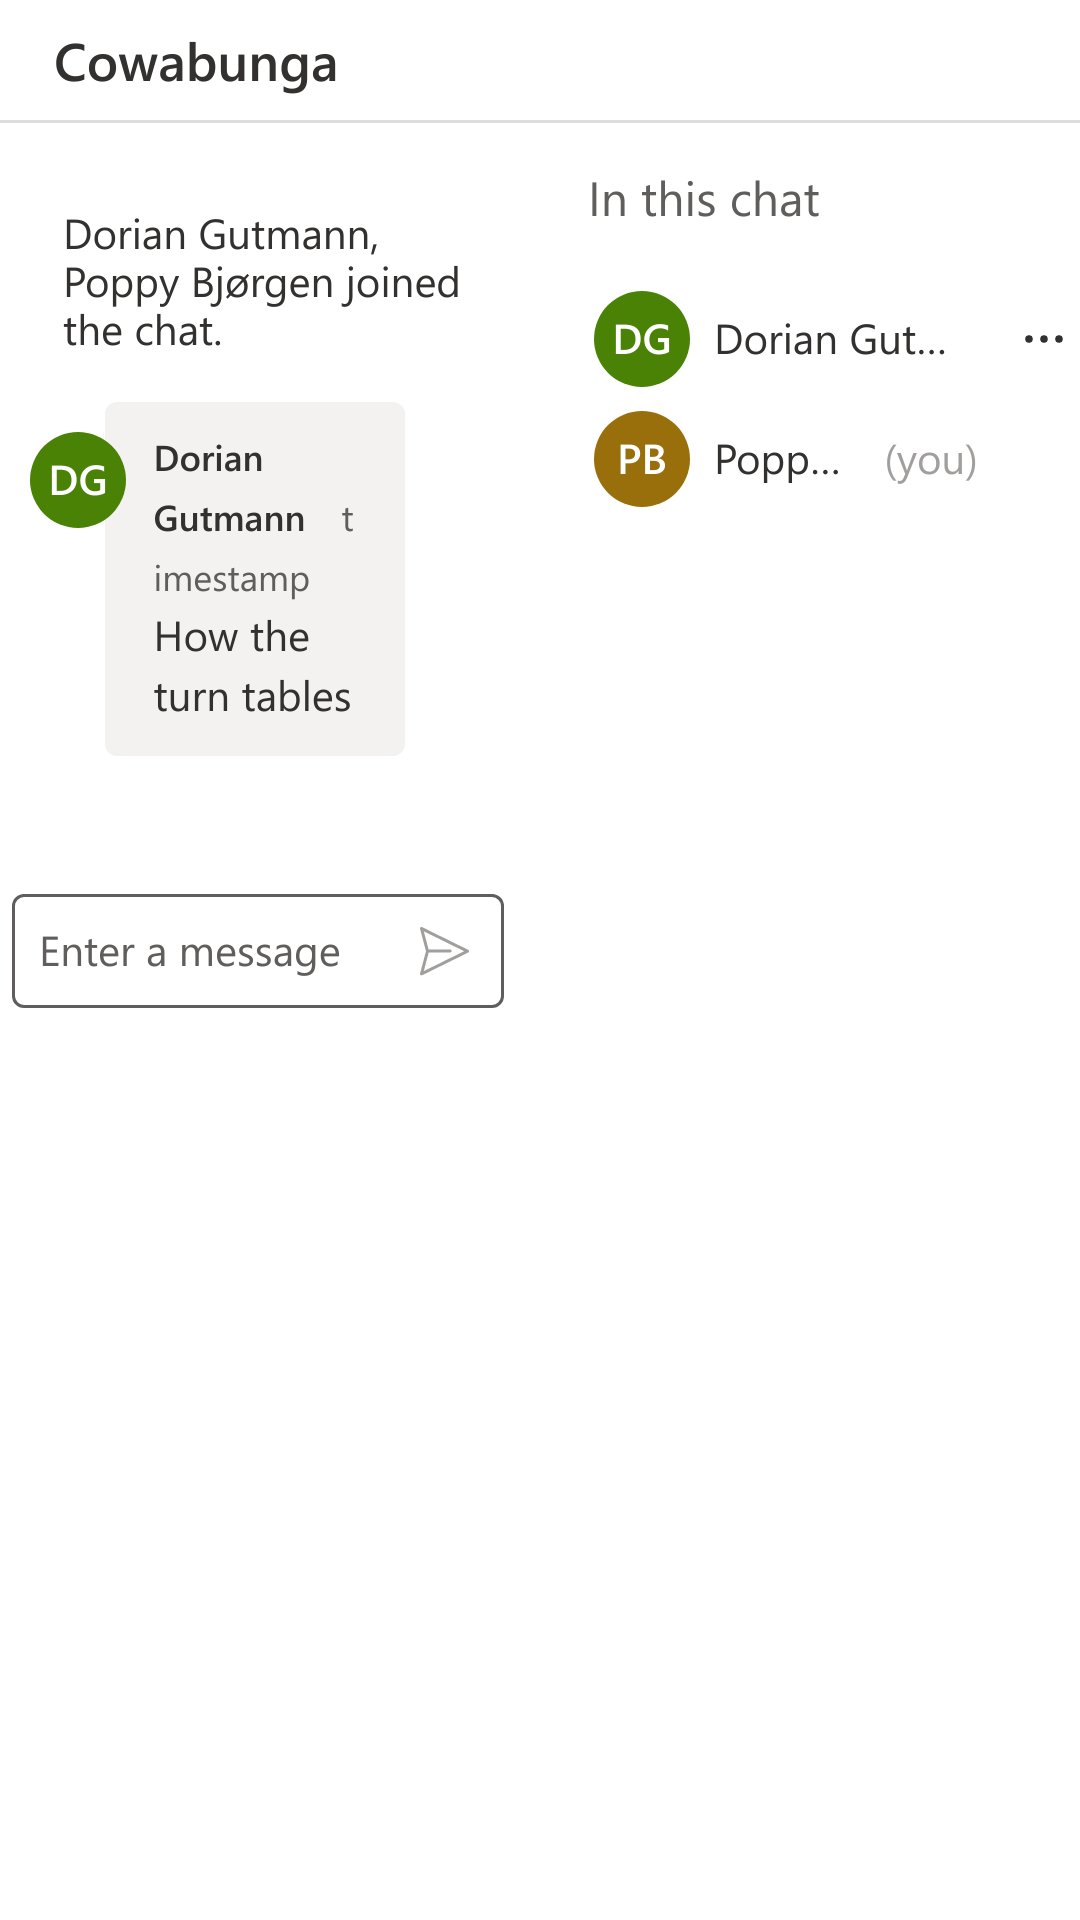 Cowabunga
Dorian Gutmann,
Poppy Bjørgen joined
the chat.
DG
Dorian
Gutmann t
imestamp
How the
turn tables
Enter a message
In this chat
DG Dorian Gut...
PB Popp... (you)